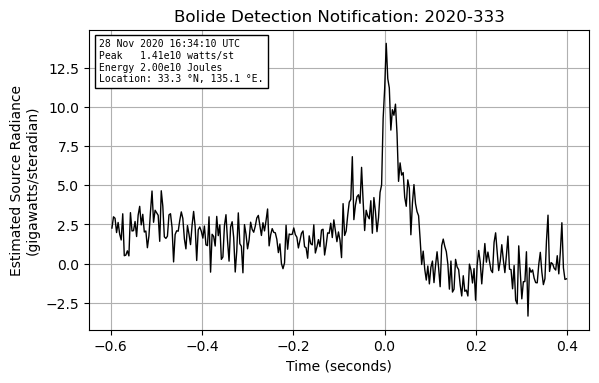 Bolide Detection Notification: 2020-333
28 Nov 2020 16:34:10 UTC
Peak   1.41e10 watts/st
Energy 2.00e10 Joules
Location: 33.3 °N, 135.1 °E.
12.5
10.0
7.5
5.0
2.5
0.0
−2.5
Estimated Source Radiance
(gigawatts/steradian)
−0.6 −0.4 −0.2 0.0 0.2 0.4
Time (seconds)